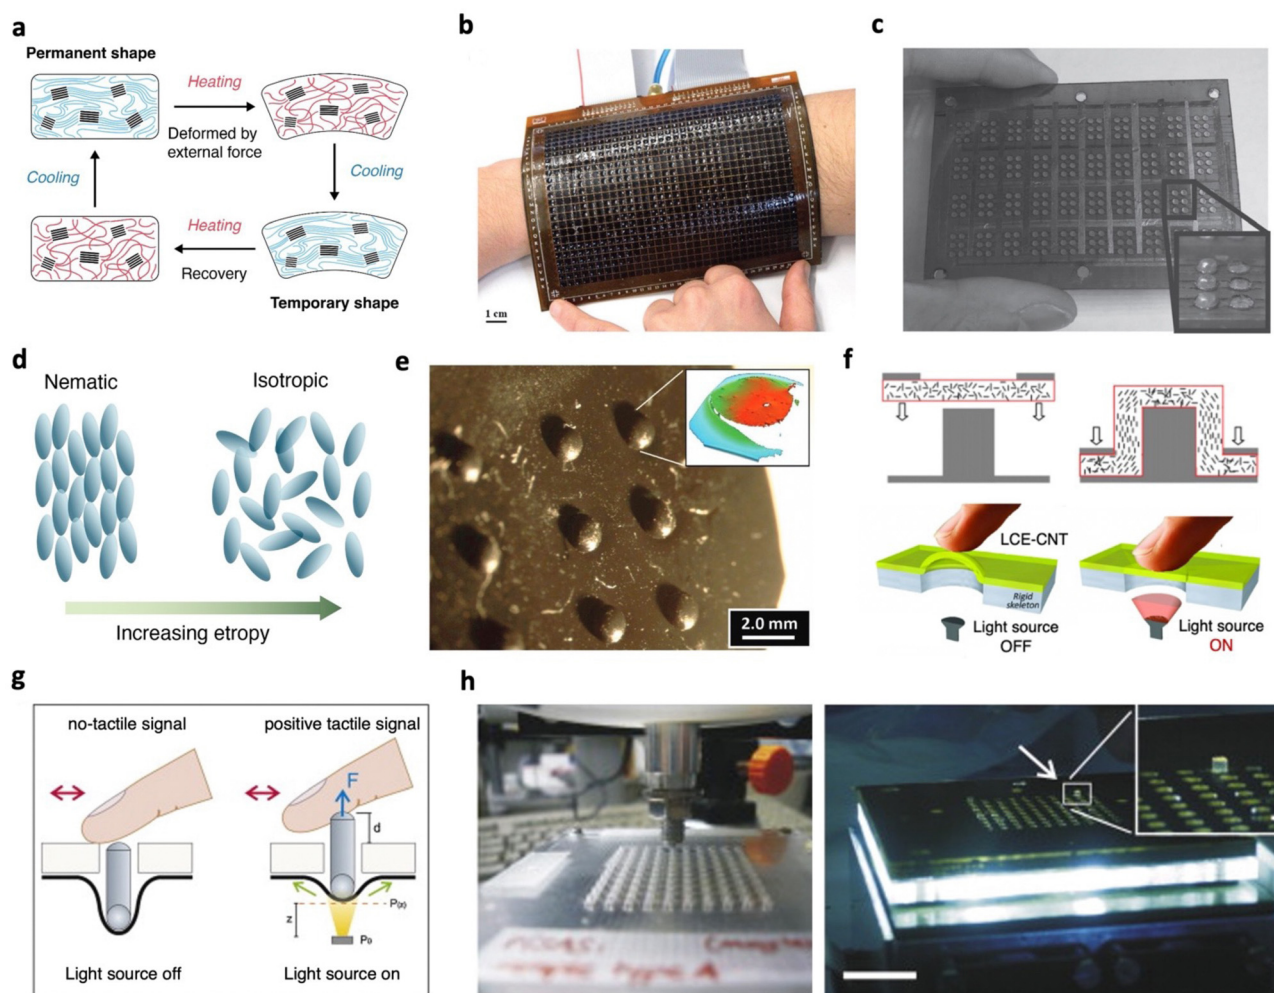 a
Permanent shape
Heating
Deformed by
external force
Cooling
Cooling
Heating
Recovery
Temporary shape
b
1 cm
c
d
Nematic
Isotropic
Increasing etropy
e
2.0 mm
f
LCE-CNT
Rigid
skeleton
Light source
OFF
Light source
ON
g
no-tactile signal
positive tactile signal
F
d
z
P(x)
P₀
Light source off
Light source on
h